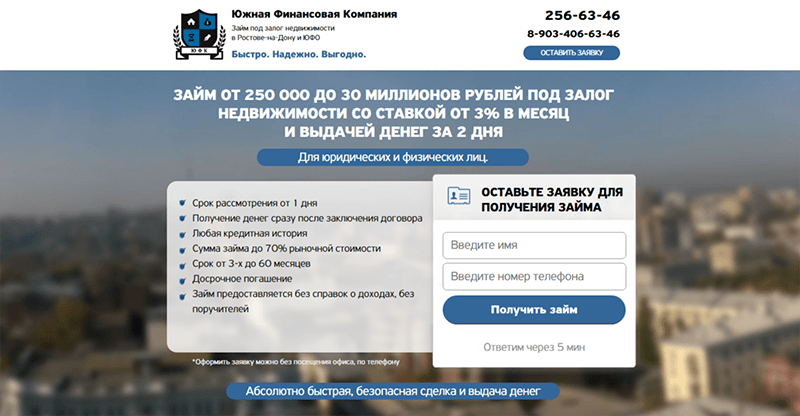 Южная Финансовая Компания
Займ под залог недвижимости
в Ростове-на-Дону и ЮФО
Быстро. Надежно. Выгодно.
ЮФК
256-63-46
8-903-406-63-46
ОСТАВИТЬ ЗАЯВКУ
ЗАЙМ ОТ 250 000 ДО 30 МИЛЛИОНОВ РУБЛЕЙ ПОД ЗАЛОГ
НЕДВИЖИМОСТИ СО СТАВКОЙ ОТ 3% В МЕСЯЦ
И ВЫДАЧЕЙ ДЕНЕГ ЗА 2 ДНЯ
Для юридических и физических лиц.
Срок рассмотрения от 1 дня
Получение денег сразу после заключения договора
Любая кредитная история
Сумма займа до 70% рыночной стоимости
Срок от 3-х до 60 месяцев
Досрочное погашение
Займ предоставляется без справок о доходах, без
поручителей
*Оформить заявку можно без посещения офиса, по телефону
ОСТАВЬТЕ ЗАЯВКУ ДЛЯ
ПОЛУЧЕНИЯ ЗАЙМА
Введите имя
Введите номер телефона
Получить займ
Ответим через 5 мин
Абсолютно быстрая, безопасная сделка и выдача денег